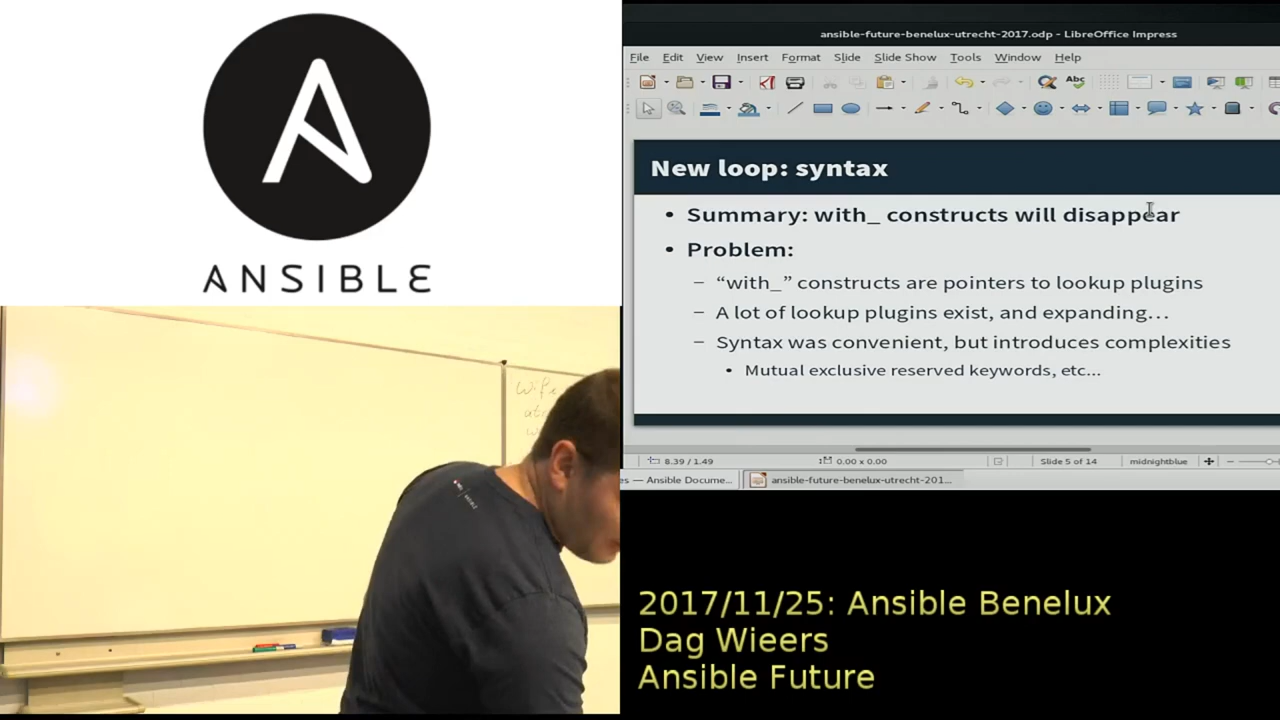 ANSIBLE
ansible-future-benelux-utrecht-2017.odp - LibreOffice Impress
File Edit View Insert Format Slide Slide Show Tools Window Help
New loop: syntax
• Summary: with_ constructs will disappear
• Problem:
– “with_” constructs are pointers to lookup plugins
– A lot of lookup plugins exist, and expanding…
– Syntax was convenient, but introduces complexities
• Mutual exclusive reserved keywords, etc...
8.39 / 1.49 0.00 x 0.00 Slide 5 of 14 midnightblue
es — Ansible Docume... ansible-future-benelux-utrecht-201...
Wife
2017/11/25: Ansible Benelux
Dag Wieers
Ansible Future